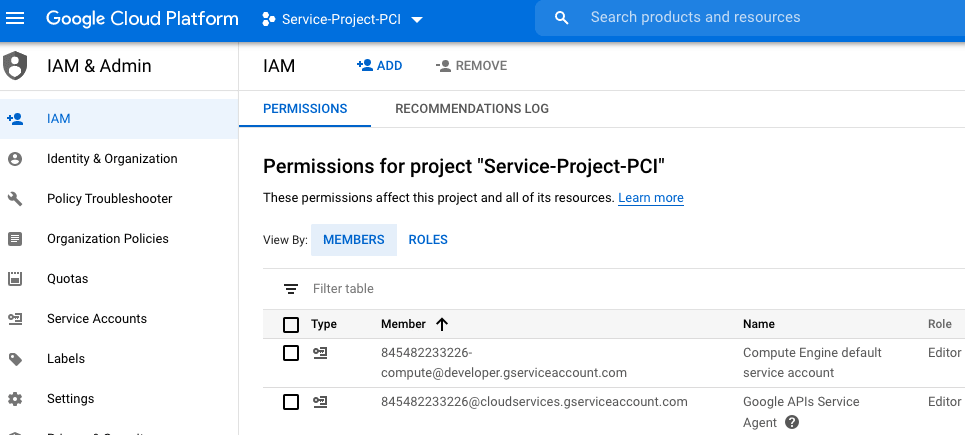 Google Cloud Platform
Service-Project-PCI
Search products and resources
IAM & Admin
IAM
ADD
REMOVE
PERMISSIONS
RECOMMENDATIONS LOG
IAM
Identity & Organization
Policy Troubleshooter
Organization Policies
Quotas
Service Accounts
Labels
Settings
Permissions for project "Service-Project-PCI"
These permissions affect this project and all of its resources. Learn more
View By: MEMBERS ROLES
Filter table
Type Member Name Role
845482233226-
compute@developer.gserviceaccount.com
Compute Engine default
service account
Editor
845482233226@cloudservices.gserviceaccount.com
Google APIs Service
Agent
Editor